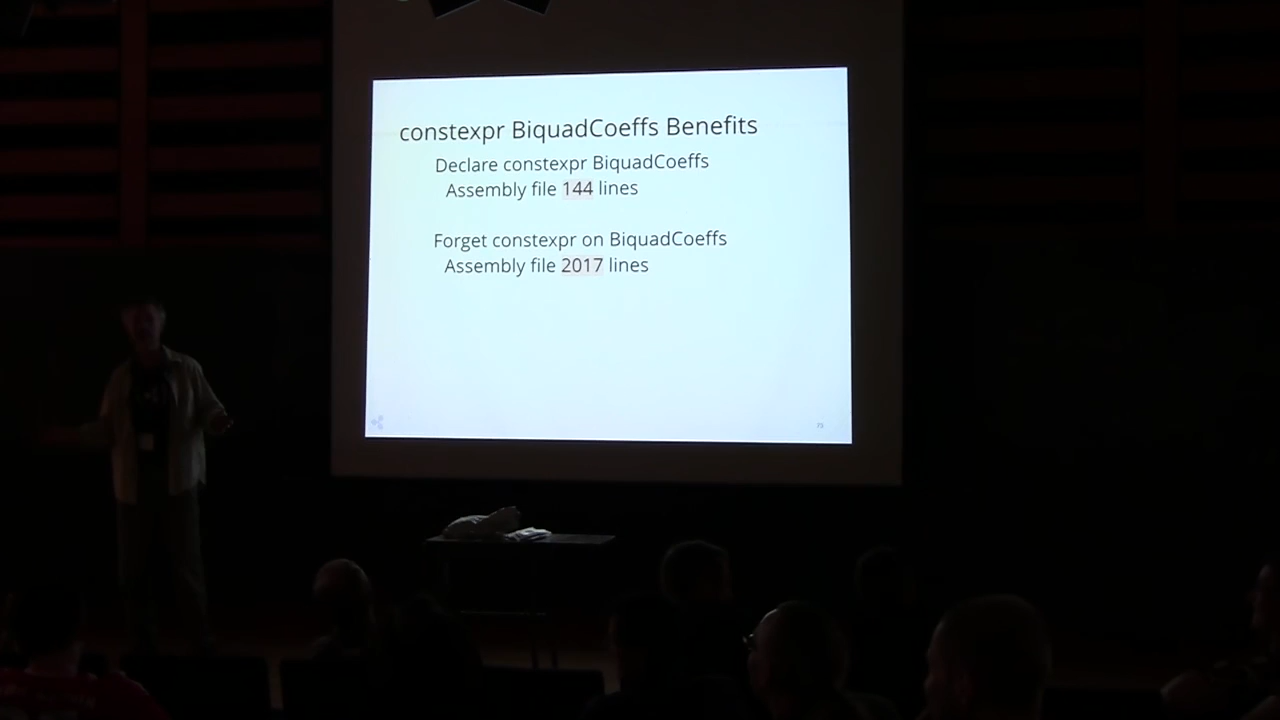 constexpr BiquadCoeffs Benefits
Declare constexpr BiquadCoeffs
Assembly file 144 lines
Forget constexpr on BiquadCoeffs
Assembly file 2017 lines